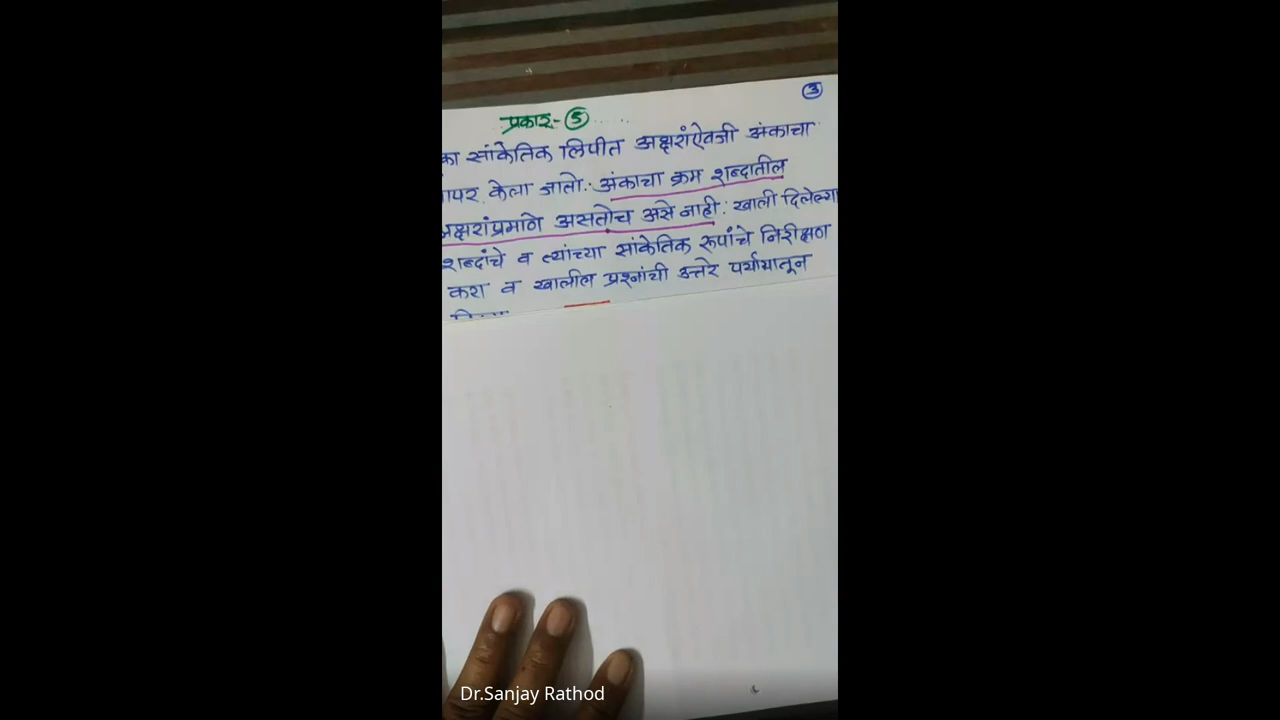 3
प्रकार- 5
का सांकेतिक लिपीत अक्षरांऐवजी अंकाचा
ापर केला जातो. अंकाचा क्रम शब्दातील
अक्षरांप्रमाणे असतोच असे नाही. खाली दिलेल्या
शब्दांचे व त्यांच्या सांकेतिक रूपांचे निरीक्षण
करा व खालील प्रश्नांची उत्तरे पर्यायातून
Dr.Sanjay Rathod